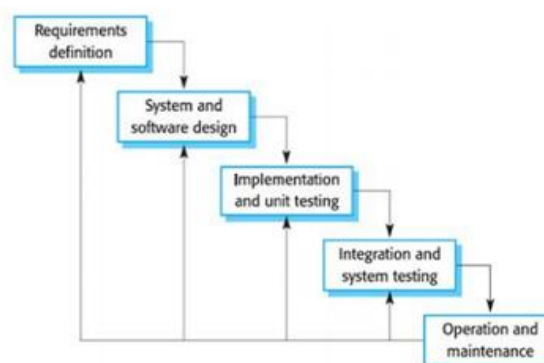 Requirements
definition
System and
software design
Implementation
and unit testing
Integration and
system testing
Operation and
maintenance